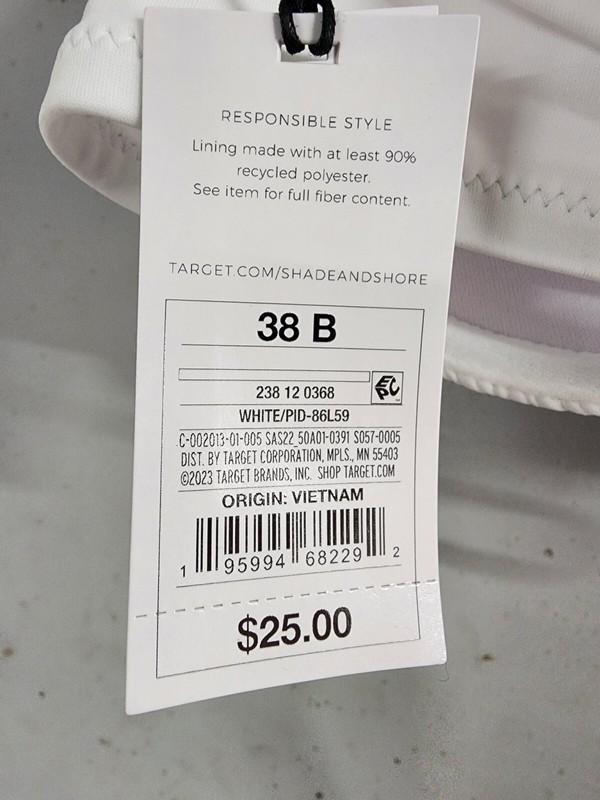 RESPONSIBLE STYLE
Lining made with at least 90%
recycled polyester.
See item for full fiber content.
TARGET.COM/SHADEANDSHORE
38 B
EPC
238 12 0368
WHITE/PID-86L59
C-002013-01-005 SAS22_50A01-0391 S057-0005
DIST. BY TARGET CORPORATION, MPLS., MN 55403
©2023 TARGET BRANDS, INC. SHOP TARGET.COM
ORIGIN: VIETNAM
1 95994 68229 2
$25.00